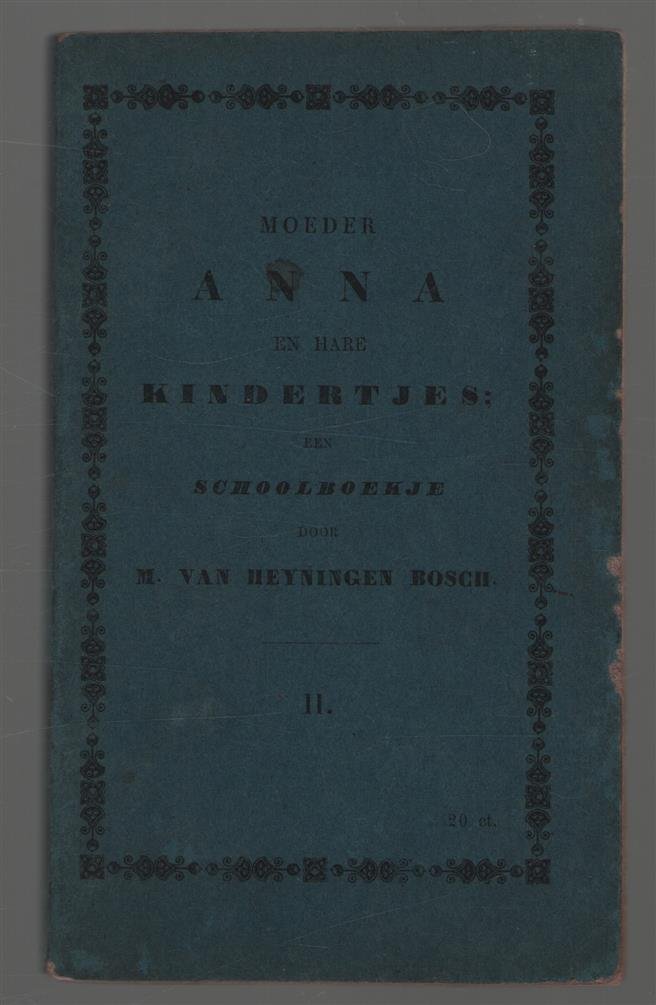 MOEDER
ANNA
EN HARE
KINDERTJES;
EEN
SCHOOLBOEKJE
DOOR
M. VAN HEYNINGEN BOSCH.
II.
20 ct.